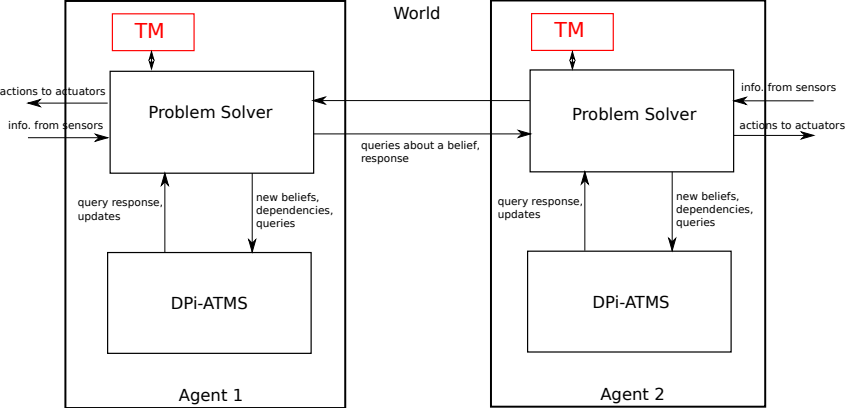 World
TM
TM
actions to actuators
info. from sensors
Problem Solver
queries about a belief,
response
Problem Solver
info. from sensors
actions to actuators
query response,
updates
new beliefs,
dependencies,
queries
query response,
updates
new beliefs,
dependencies,
queries
DPi-ATMS
DPi-ATMS
Agent 1
Agent 2